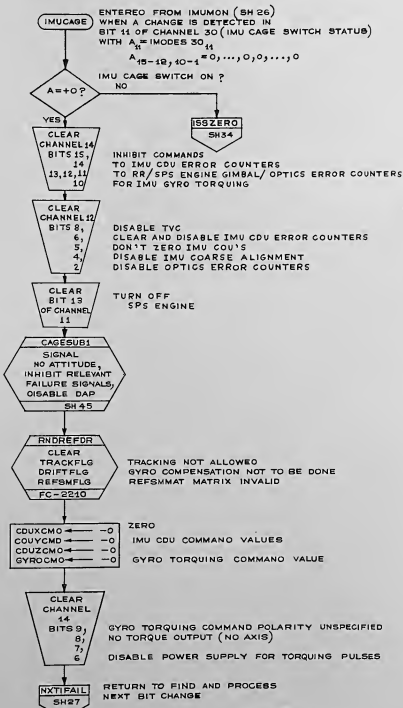 IMUCAGE
ENTERED FROM IMUMON (SH 26)
WHEN A CHANGE IS DETECTED IN
BIT 11 OF CHANNEL 30 (IMU CAGE SWITCH STATUS)
WITH A11 = IMODES 30 11
A15-12, 10-1 = 0,...,0,0,...,0
IMU CAGE SWITCH ON ?
A=+0?
NO
YES
ISSZERO
SH34
CLEAR
CHANNEL 14
BITS 15,
14
13,12,11
10
INHIBIT COMMANDS
TO IMU CDU ERROR COUNTERS
TO RR/SPS ENGINE GIMBAL/ OPTICS ERROR COUNTERS
FOR IMU GYRO TORQUING
CLEAR
CHANNEL 12
BITS 8,
6,
5,
4,
2
DISABLE TVC
CLEAR AND DISABLE IMU CDU ERROR COUNTERS
DON'T ZERO IMU COU'S
DISABLE IMU COARSE ALIGNMENT
DISABLE OPTICS ERROR COUNTERS
CLEAR
BIT 13
OF CHANNEL
11
TURN OFF
SPS ENGINE
CAGESUB1
SIGNAL
NO ATTITUDE,
INHIBIT RELEVANT
FAILURE SIGNALS,
DISABLE DAP
SH 45
RNDREFDR
CLEAR
TRACKFLG
DRIFTFLG
REFSMFLG
FC-2210
TRACKING NOT ALLOWED
GYRO COMPENSATION NOT TO BE DONE
REFSMMAT MATRIX INVALID
CDUXCMO ← -0
COUYCMD ← -0
CDUZCMO ← -0
GYROCMO ← -0
ZERO
IMU CDU COMMAND VALUES
GYRO TORQUING COMMAND VALUE
CLEAR
CHANNEL
14
BITS 9,
8,
7,
6
GYRO TORQUING COMMAND POLARITY UNSPECIFIED
NO TORQUE OUTPUT (NO AXIS)
DISABLE POWER SUPPLY FOR TORQUING PULSES
NXTIFAIL
SH27
RETURN TO FIND AND PROCESS
NEXT BIT CHANGE